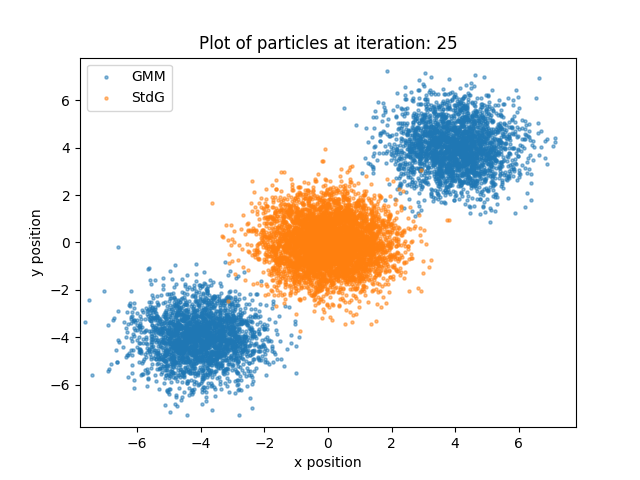 Plot of particles at iteration: 25
GMM
StdG
6
4
2
0
−2
−4
−6
y position
−6 −4 −2 0 2 4 6
x position